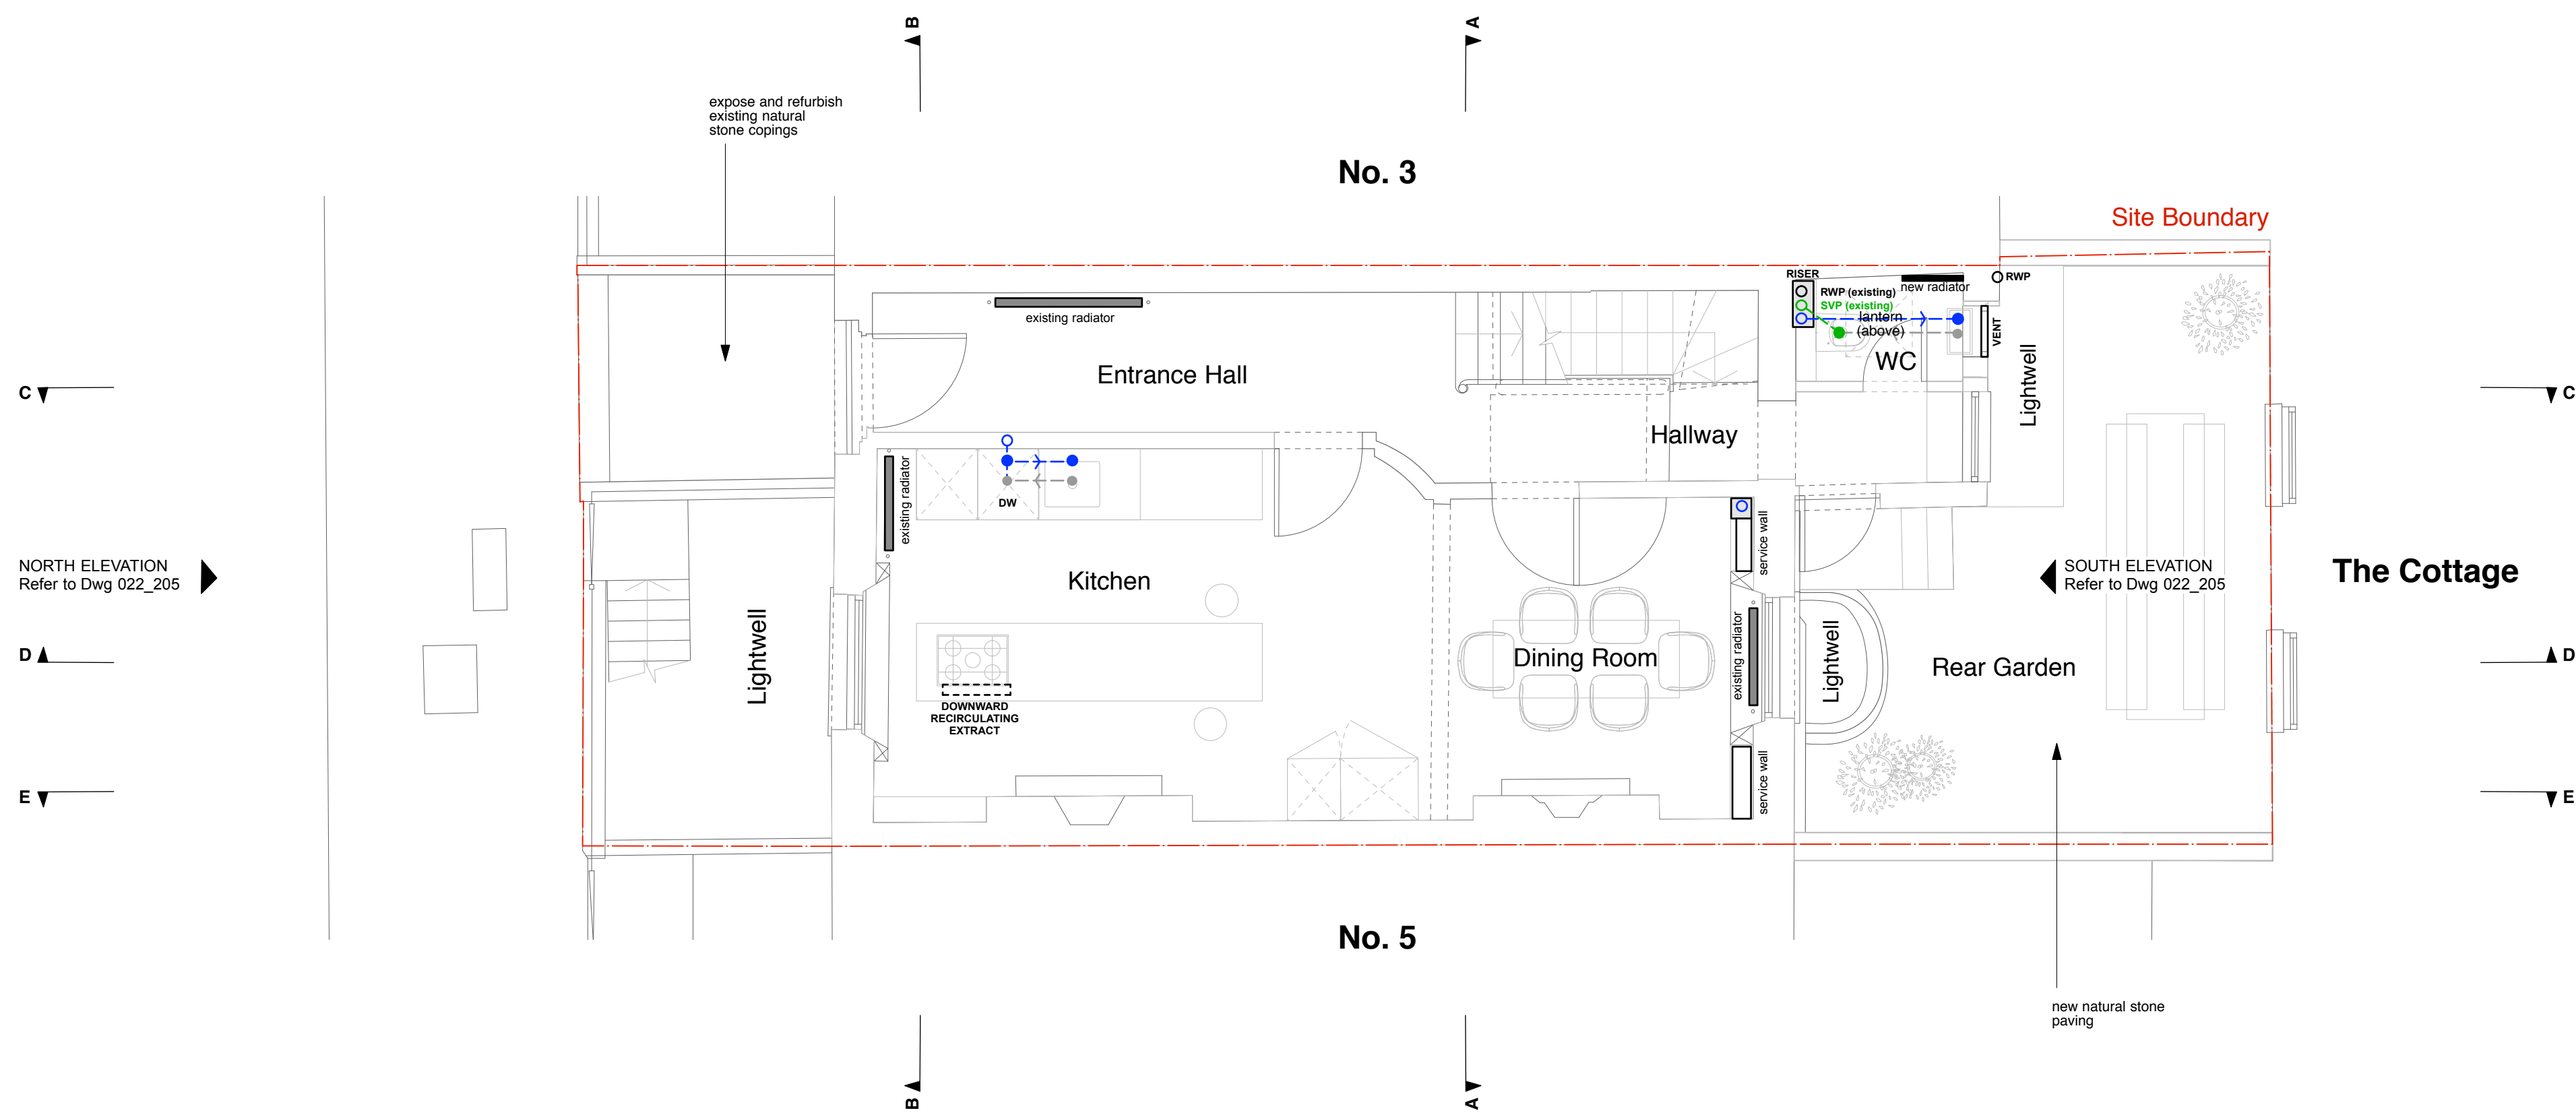 B
A
expose and refurbish
existing natural
stone copings
No. 3
Site Boundary
RISER
RWP
RWP (existing)
new radiator
SVP (existing)
lantern
(above)
VENT
existing radiator
WC
Entrance Hall
Lightwell
C
C
Hallway
existing radiator
DW
service wall
NORTH ELEVATION
Refer to Dwg 022_205
Kitchen
SOUTH ELEVATION
Refer to Dwg 022_205
The Cottage
D
D
Lightwell
Dining Room
existing radiator
Lightwell
Rear Garden
DOWNWARD
RECIRCULATING
EXTRACT
service wall
E
E
No. 5
new natural stone
paving
B
A